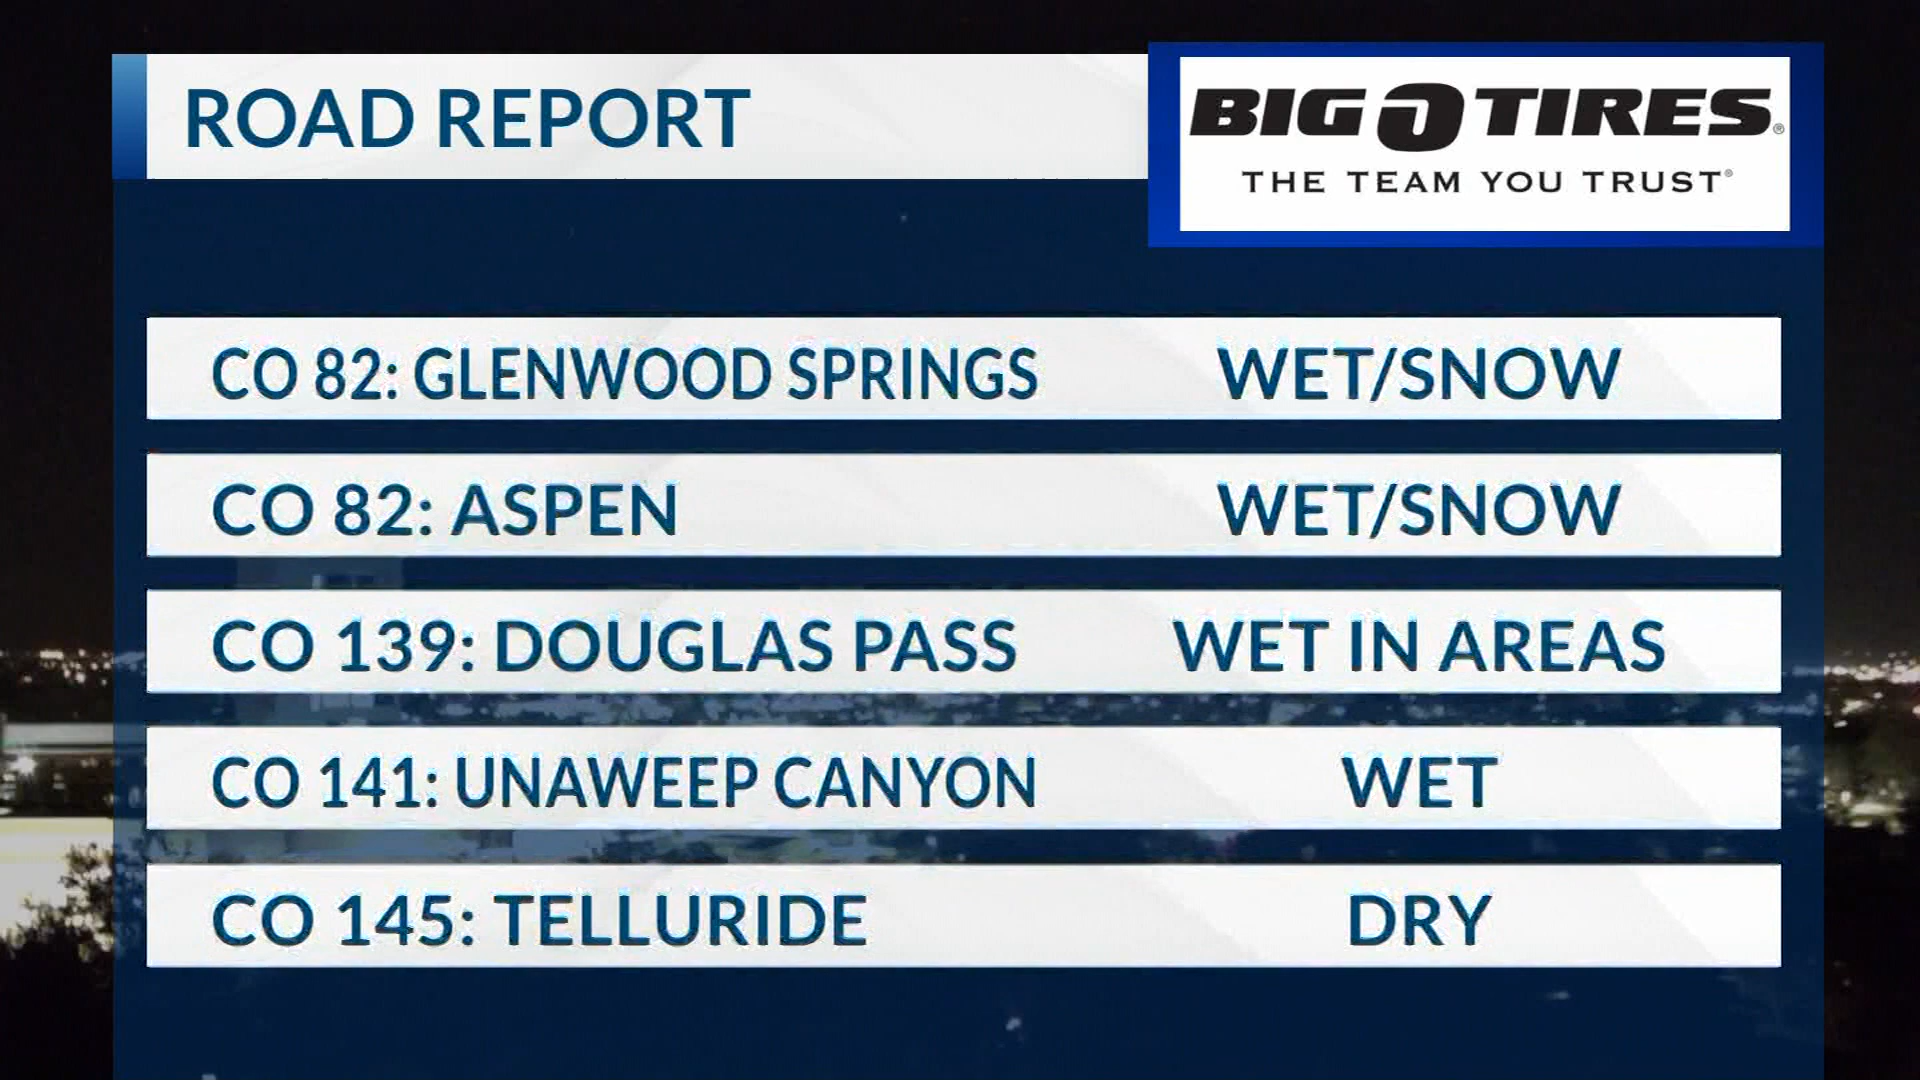 ROAD REPORT
BIG O TIRES®
THE TEAM YOU TRUST®
CO 82: GLENWOOD SPRINGS WET/SNOW
CO 82: ASPEN WET/SNOW
CO 139: DOUGLAS PASS WET IN AREAS
CO 141: UNAWEEP CANYON WET
CO 145: TELLURIDE DRY